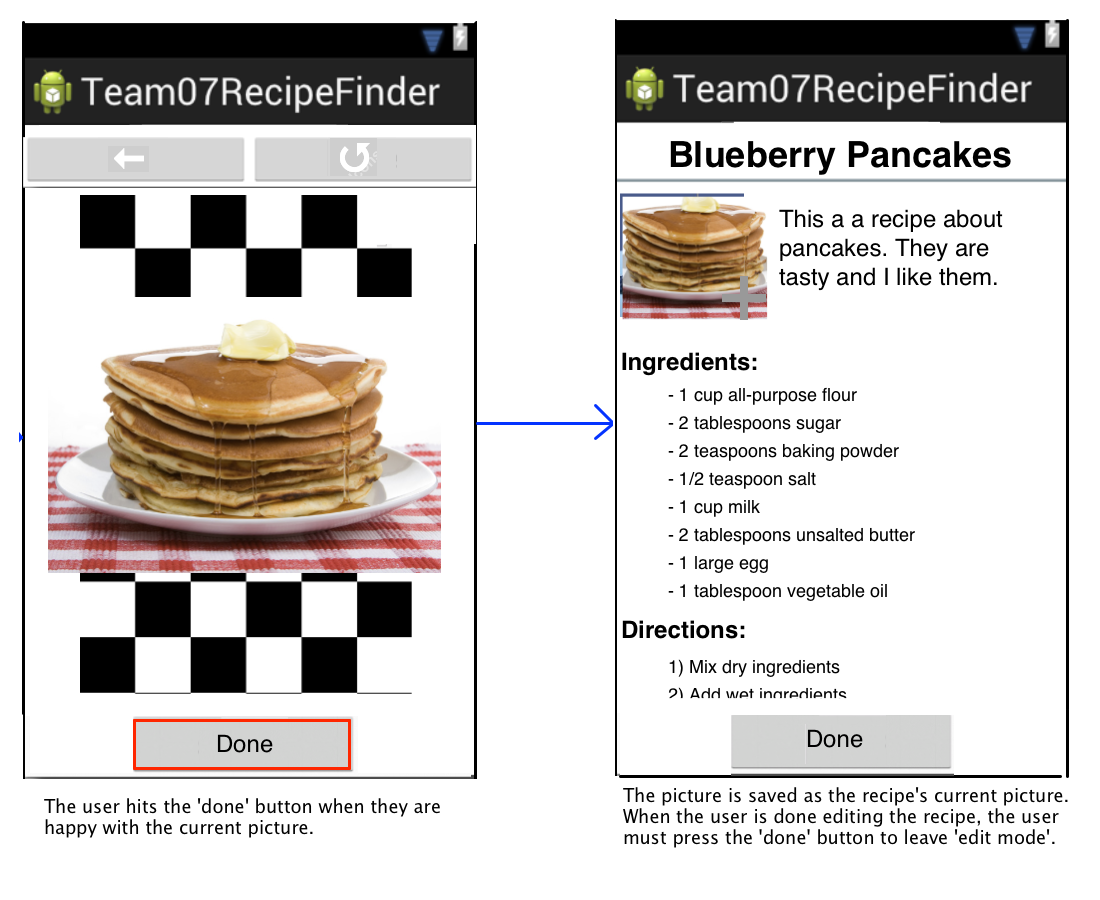 Team07RecipeFinder
Done
The user hits the 'done' button when they are
happy with the current picture.
Team07RecipeFinder
Blueberry Pancakes
This a a recipe about
pancakes. They are
tasty and I like them.
Ingredients:
- 1 cup all-purpose flour
- 2 tablespoons sugar
- 2 teaspoons baking powder
- 1/2 teaspoon salt
- 1 cup milk
- 2 tablespoons unsalted butter
- 1 large egg
- 1 tablespoon vegetable oil
Directions:
1) Mix dry ingredients
2) Add wet ingredients
Done
The picture is saved as the recipe's current picture.
When the user is done editing the recipe, the user
must press the 'done' button to leave 'edit mode'.